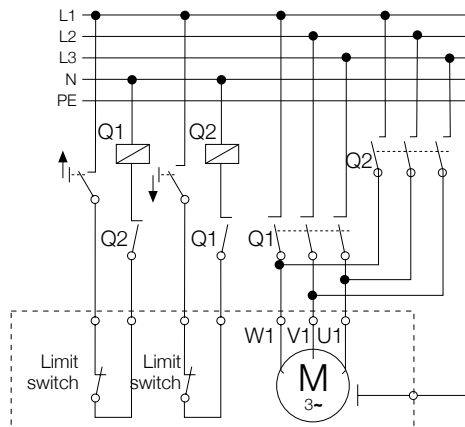 L1
L2
L3
N
PE
Q1
Q2
Q2
Q2
Q1
Q1
W1 V1 U1
Limit
switch
Limit
switch
M
3~